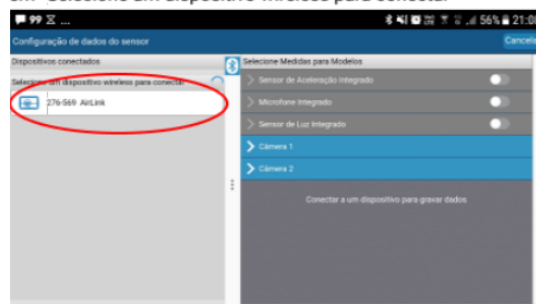 em "Selecione um dispositivo wireless para conectar"
99 ... 56% 21:08
Configuração de dados do sensor Cancela
Dispositivos conectados
Selecione Medidas para Modelos
Selecione um dispositivo wireless para conectar
276-569 AirLink
Sensor de Aceleração Integrado
Microfone Integrado
Sensor de Luz Integrado
Câmera 1
Câmera 2
Conectar a um dispositivo para gravar dados